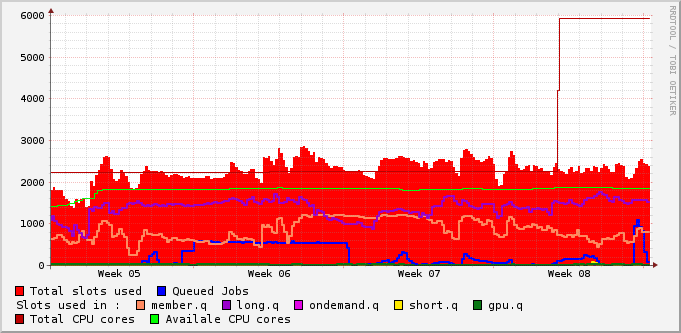 RRDTOOL / TOBI OETIKER
6000
5000
4000
3000
2000
1000
0
Week 05 Week 06 Week 07 Week 08
Total slots used Queued Jobs
Slots used in : member.q long.q ondemand.q short.q gpu.q
Total CPU cores Availale CPU cores